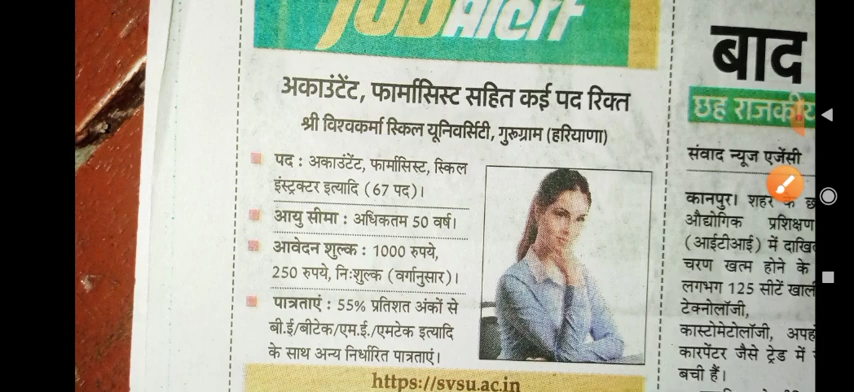 JOB Alert
अकाउंटेंट, फार्मासिस्ट सहित कई पद रिक्त
श्री विश्वकर्मा स्किल यूनिवर्सिटी, गुरूग्राम (हरियाणा)
पद : अकाउंटेंट, फार्मासिस्ट, स्किल
इंस्ट्रक्टर इत्यादि (67 पद)।
आयु सीमा : अधिकतम 50 वर्ष।
आवेदन शुल्क : 1000 रुपये,
250 रुपये, निःशुल्क (वर्गानुसार)।
पात्रताएं : 55% प्रतिशत अंकों से
बी.ई/बीटेक/एम.ई./एमटेक इत्यादि
के साथ अन्य निर्धारित पात्रताएं।
https://svsu.ac.in
बाद
छह राजकीय
संवाद न्यूज एजेंसी
कानपुर। शहर के
औद्योगिक प्रशिक्षण
(आईटीआई) में
चरण खत्म होने के
लगभग 125 सीटें
टेक्नोलॉजी,
कास्टोमेटोलॉजी,
कारपेंटर जैसे ट्रेड में
बची हैं।